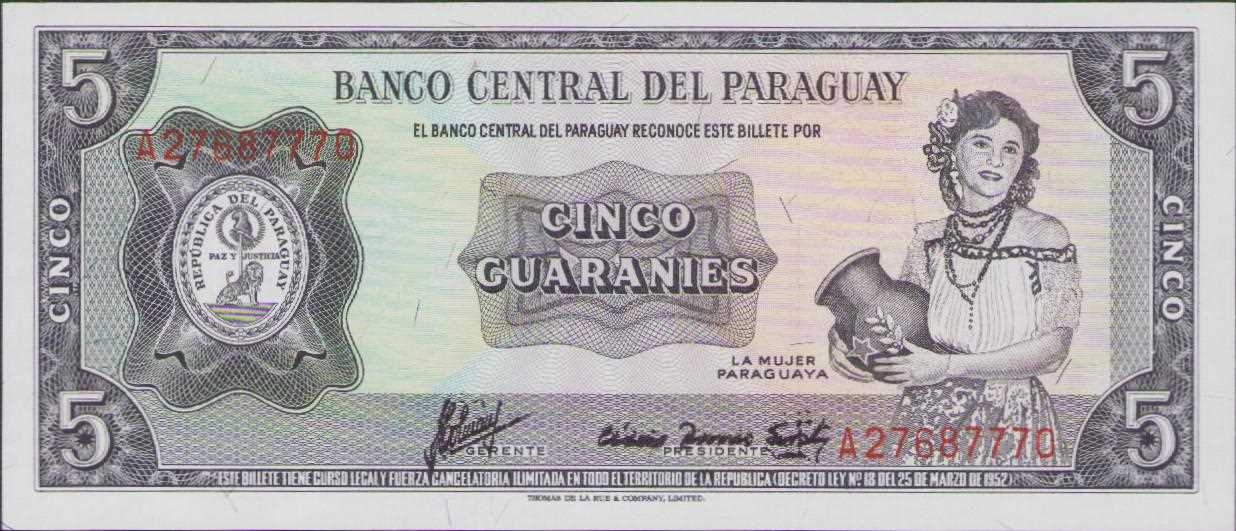 5
5
BANCO CENTRAL DEL PARAGUAY
EL BANCO CENTRAL DEL PARAGUAY RECONOCE ESTE BILLETE POR
A27687770
REPÚBLICA DEL PARAGUAY
PAZ Y JUSTICIA
CINCO
CINCO
GUARANIES
CINCO
LA MUJER
PARAGUAYA
5
5
GERENTE
PRESIDENTE
A27687770
ESTE BILLETE TIENE CURSO LEGAL Y FUERZA CANCELATORIA ILIMITADA EN TODO EL TERRITORIO DE LA REPUBLICA (DECRETO LEY Nº 18 DEL 25 DE MARZO DE 1952)
THOMAS DE LA RUE & COMPANY, LIMITED.